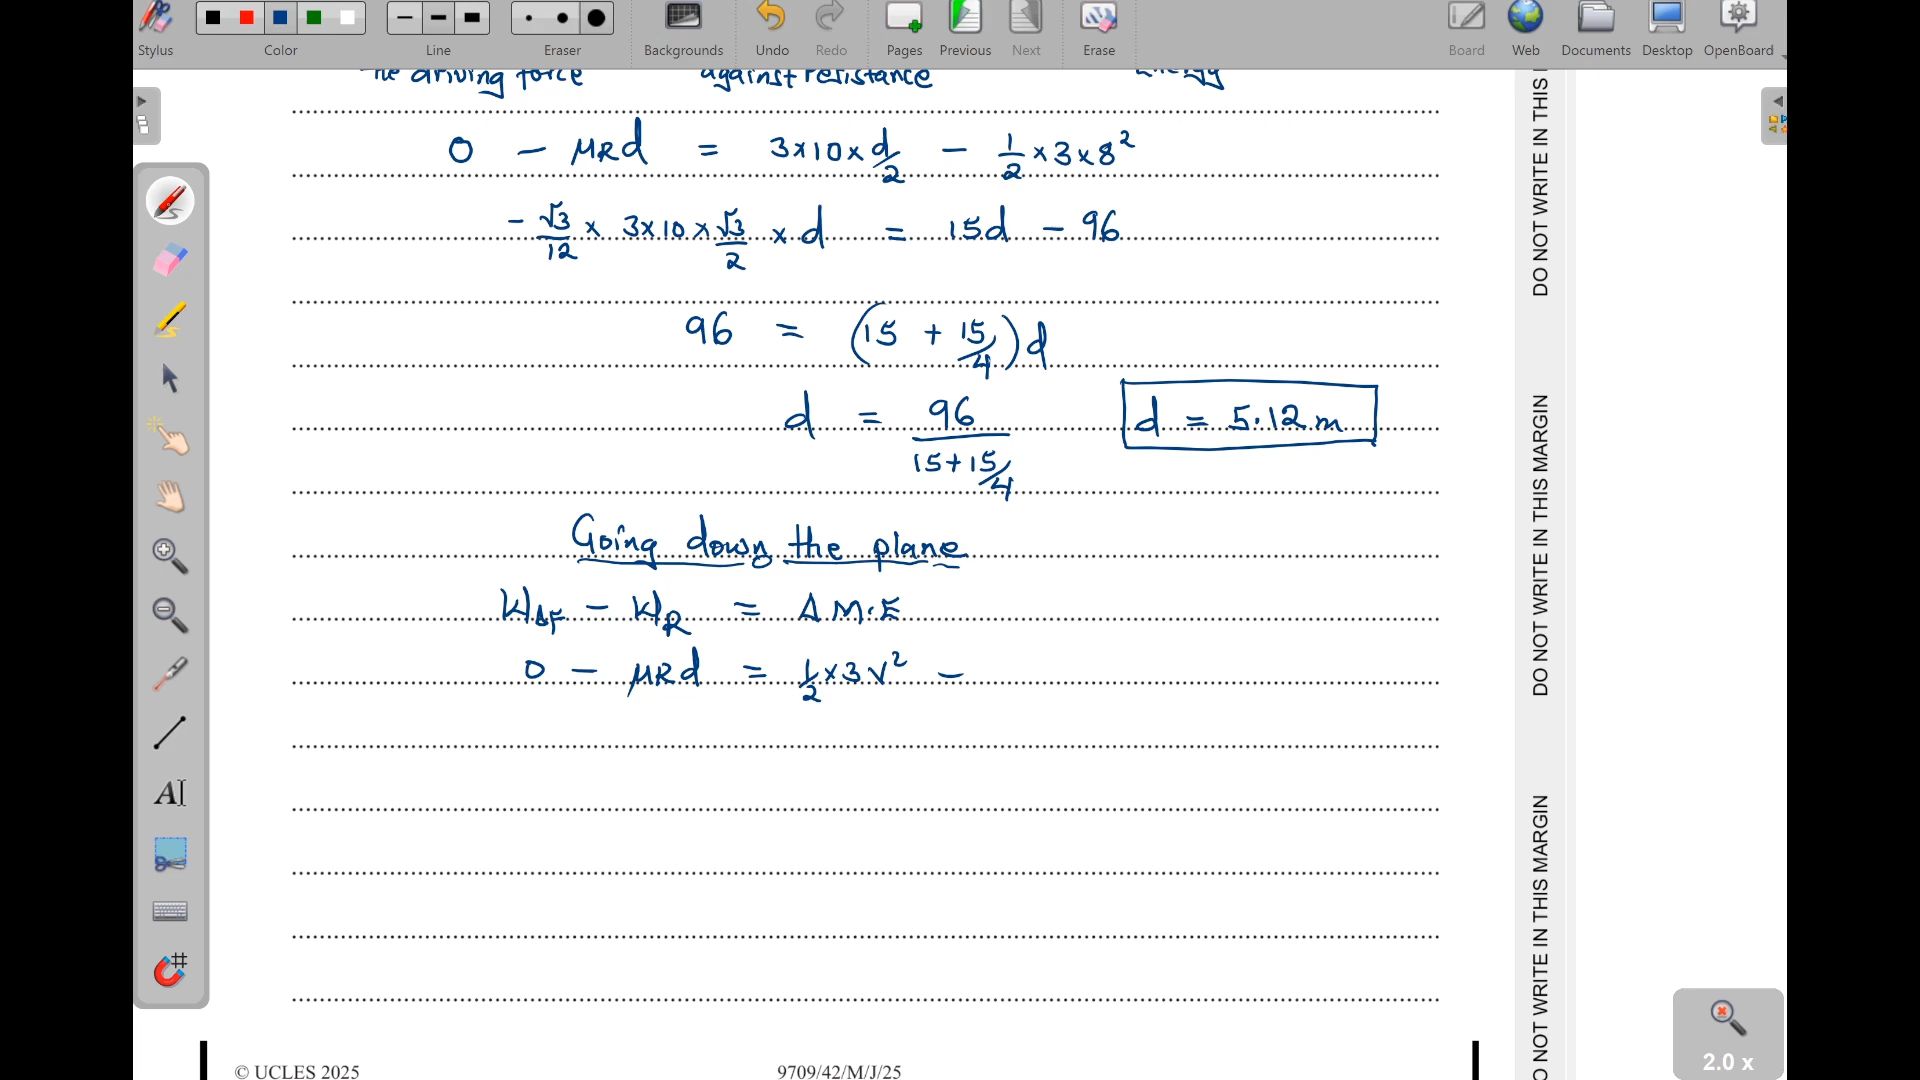 Stylus Color Line Eraser Backgrounds Undo Redo Pages Previous Next Erase Board Web Documents Desktop OpenBoard
the driving force against resistance Energy
0 - μRd = 3×10×d/2 - 1/2×3×8²
-√3/12 × 3×10×√3/2 × d = 15d - 96
96 = (15 + 15/4)d
d = 96/(15+15/4) d = 5.12m
Going down the plane
W_DF - W_R = Δ M.E
0 - μRd = 1/2×3v² -
© UCLES 2025 9709/42/M/J/25
DO NOT WRITE IN THIS
DO NOT WRITE IN THIS MARGIN
O NOT WRITE IN THIS MARGIN
2.0 x